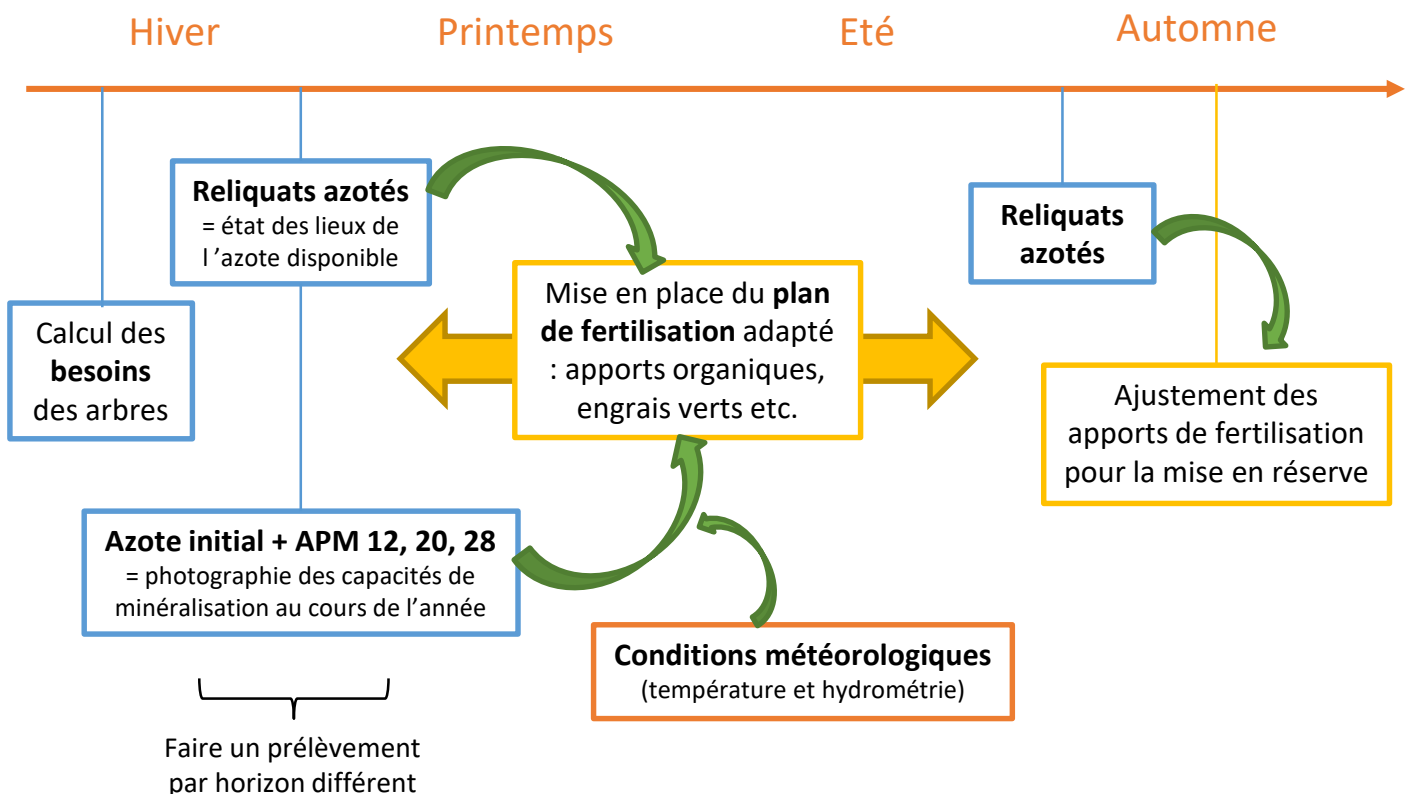 Hiver
Printemps
Eté
Automne
Reliquats azotés
= état des lieux de
l ’azote disponible
Reliquats
azotés
Calcul des
besoins
des arbres
Mise en place du plan
de fertilisation adapté
: apports organiques,
engrais verts etc.
Ajustement des
apports de fertilisation
pour la mise en réserve
Azote initial + APM 12, 20, 28
= photographie des capacités de
minéralisation au cours de l’année
Conditions météorologiques
(température et hydrométrie)
Faire un prélèvement
par horizon différent